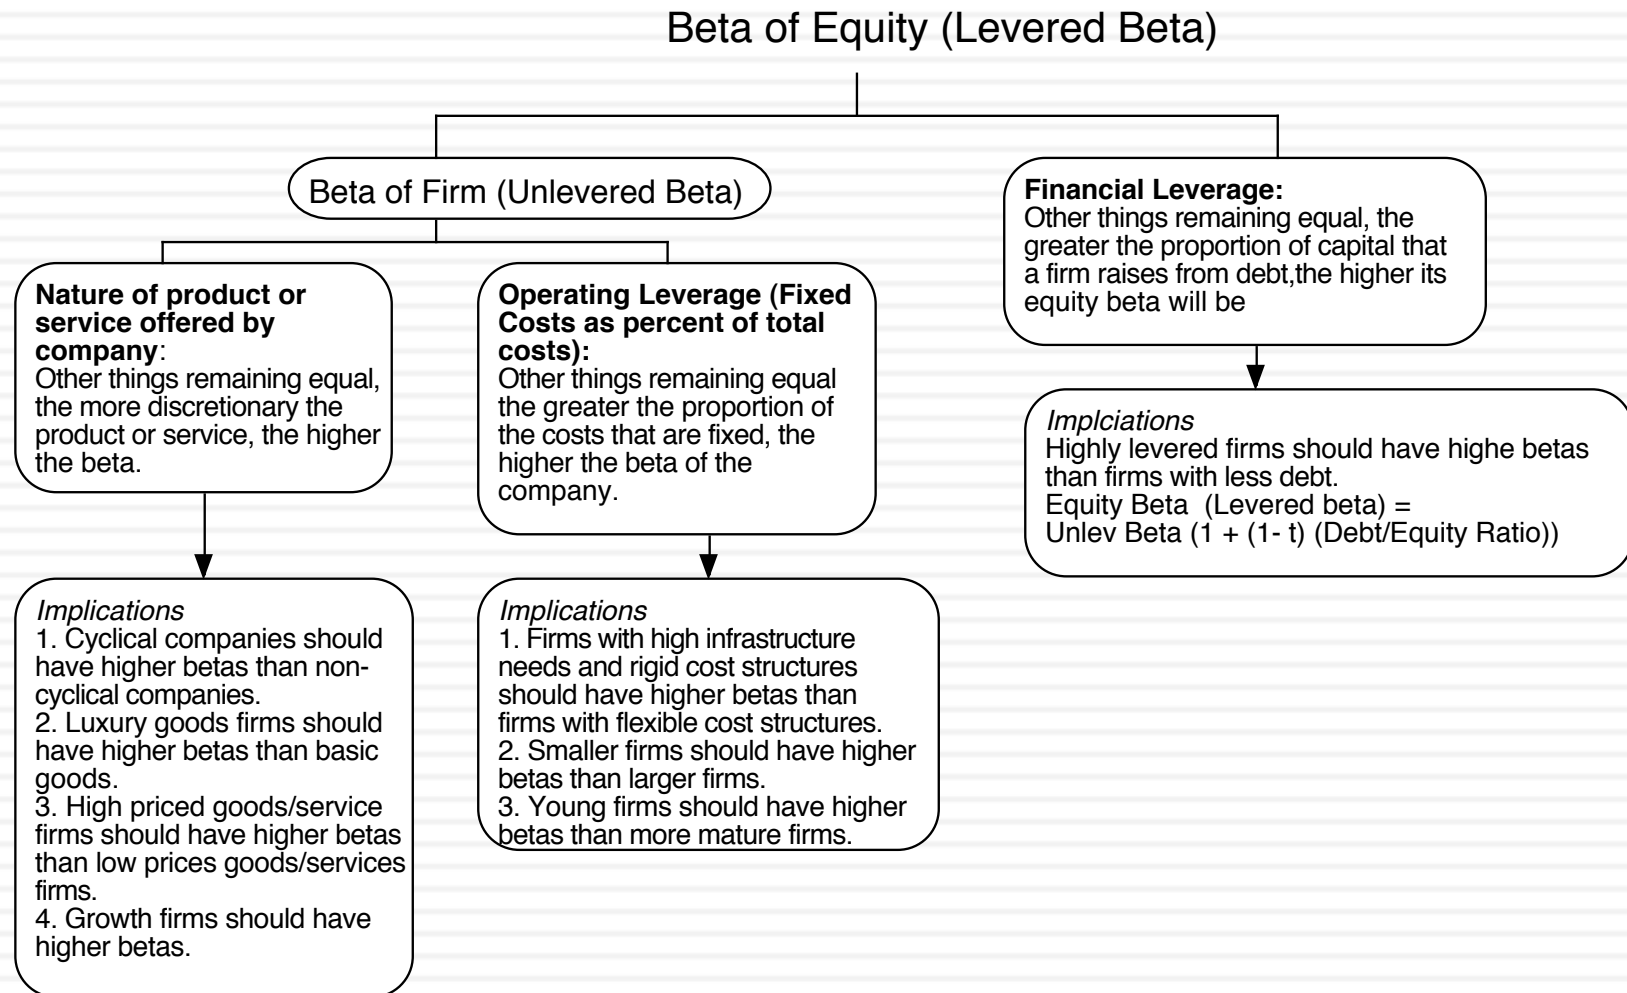 Beta of Equity (Levered Beta)
Beta of Firm (Unlevered Beta)
Nature of product or
service offered by
company:
Other things remaining equal,
the more discretionary the
product or service, the higher
the beta.
Operating Leverage (Fixed
Costs as percent of total
costs):
Other things remaining equal
the greater the proportion of
the costs that are fixed, the
higher the beta of the
company.
Financial Leverage:
Other things remaining equal, the
greater the proportion of capital that
a firm raises from debt,the higher its
equity beta will be
Implications
1. Cyclical companies should
have higher betas than non-
cyclical companies.
2. Luxury goods firms should
have higher betas than basic
goods.
3. High priced goods/service
firms should have higher betas
than low prices goods/services
firms.
4. Growth firms should have
higher betas.
Implications
1. Firms with high infrastructure
needs and rigid cost structures
should have higher betas than
firms with flexible cost structures.
2. Smaller firms should have higher
betas than larger firms.
3. Young firms should have higher
betas than more mature firms.
Implciations
Highly levered firms should have highe betas
than firms with less debt.
Equity Beta (Levered beta) =
Unlev Beta (1 + (1- t) (Debt/Equity Ratio))